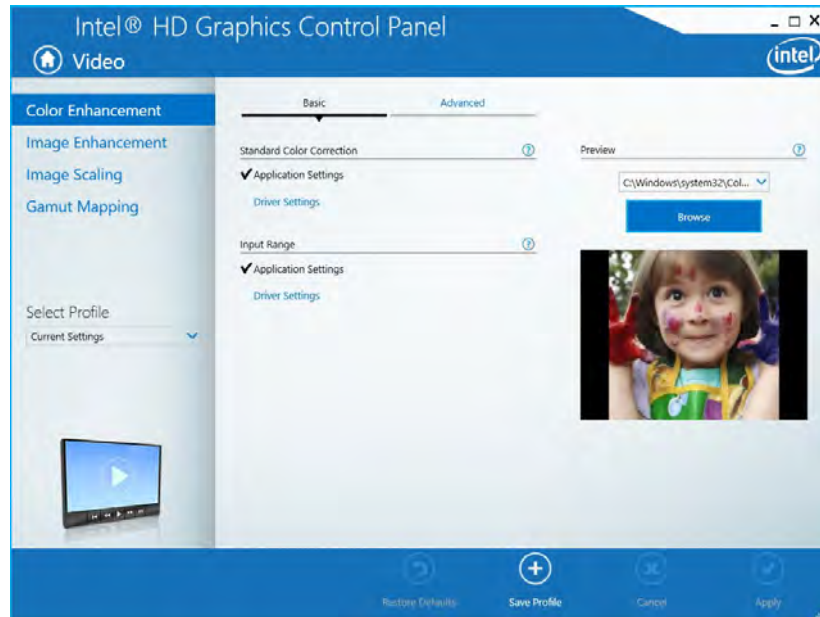 Intel® HD Graphics Control Panel
Video
intel
Color Enhancement
Image Enhancement
Image Scaling
Gamut Mapping
Select Profile
Current Settings
Basic
Advanced
Standard Color Correction
Application Settings
Driver Settings
Input Range
Application Settings
Driver Settings
Preview
C:\Windows\system32\Col...
Browse
Restore Defaults
Save Profile
Cancel
Apply